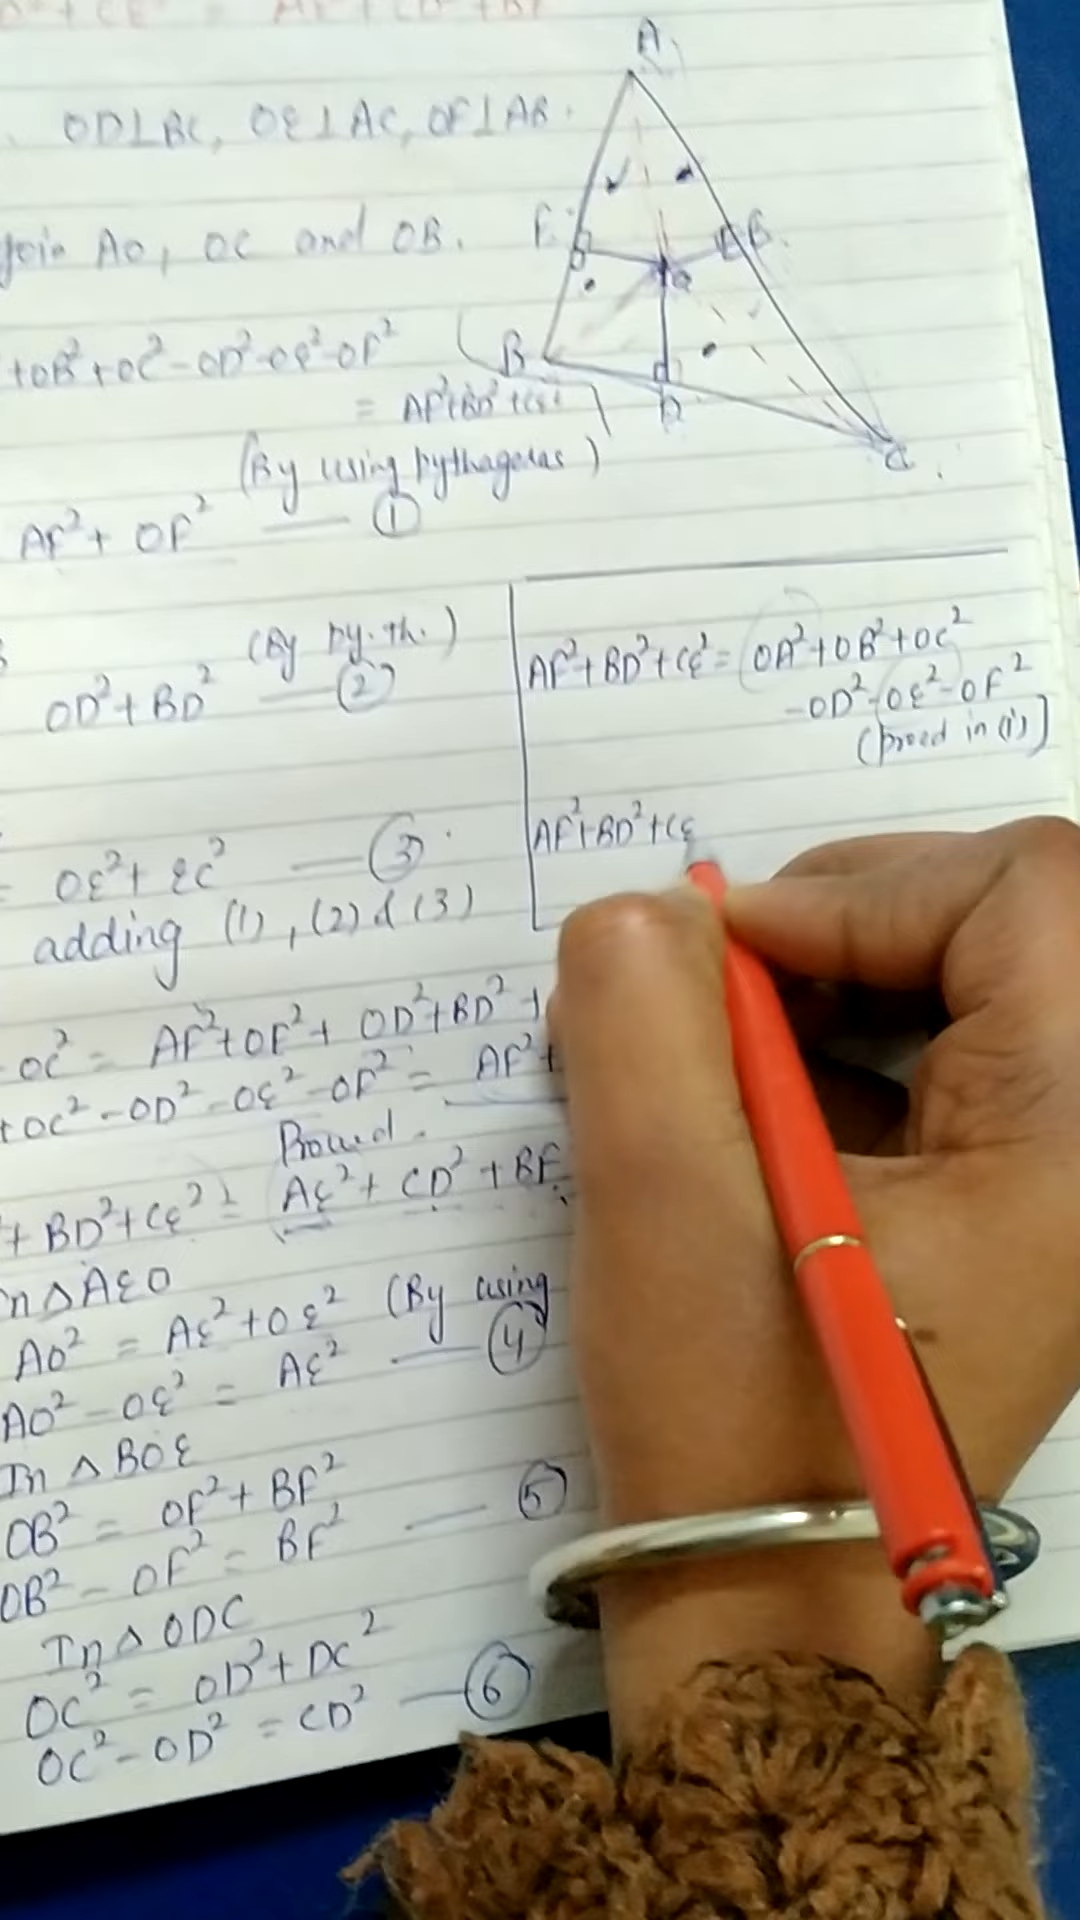 OD⊥BC, OE⊥AC, OF⊥AB.
join AO, OC and OB.
+OB²+OC²-OD²-OE²-OF²
= AF²+BD²+CE²
(By using pythagoras)
AF²+ OF² — ①
(By py.th.)
OD²+BD² — ②
= OE²+EC² — ③
adding (1), (2) & (3)
OC² = AF²+OF²+ OD²+BD²+
+OC²-OD²-OE²-OF² = AF²+
Proved.
+ BD²+CE² = AE²+ CD²+BF
In ΔAEO
AO² = AE²+OE² (By using
AO²-OE² = AE² — ④
In Δ BOE
OB² = OF²+ BF²
OB²- OF² = BF² — ⑤
In Δ ODC
OC² = OD²+DC²
OC²-OD² = CD² — ⑥
A
B
D
C
AF²+BD²+CE² = OA²+OB²+OC²
-OD²-OE²-OF²
in (i)]
AF²+BD²+CE